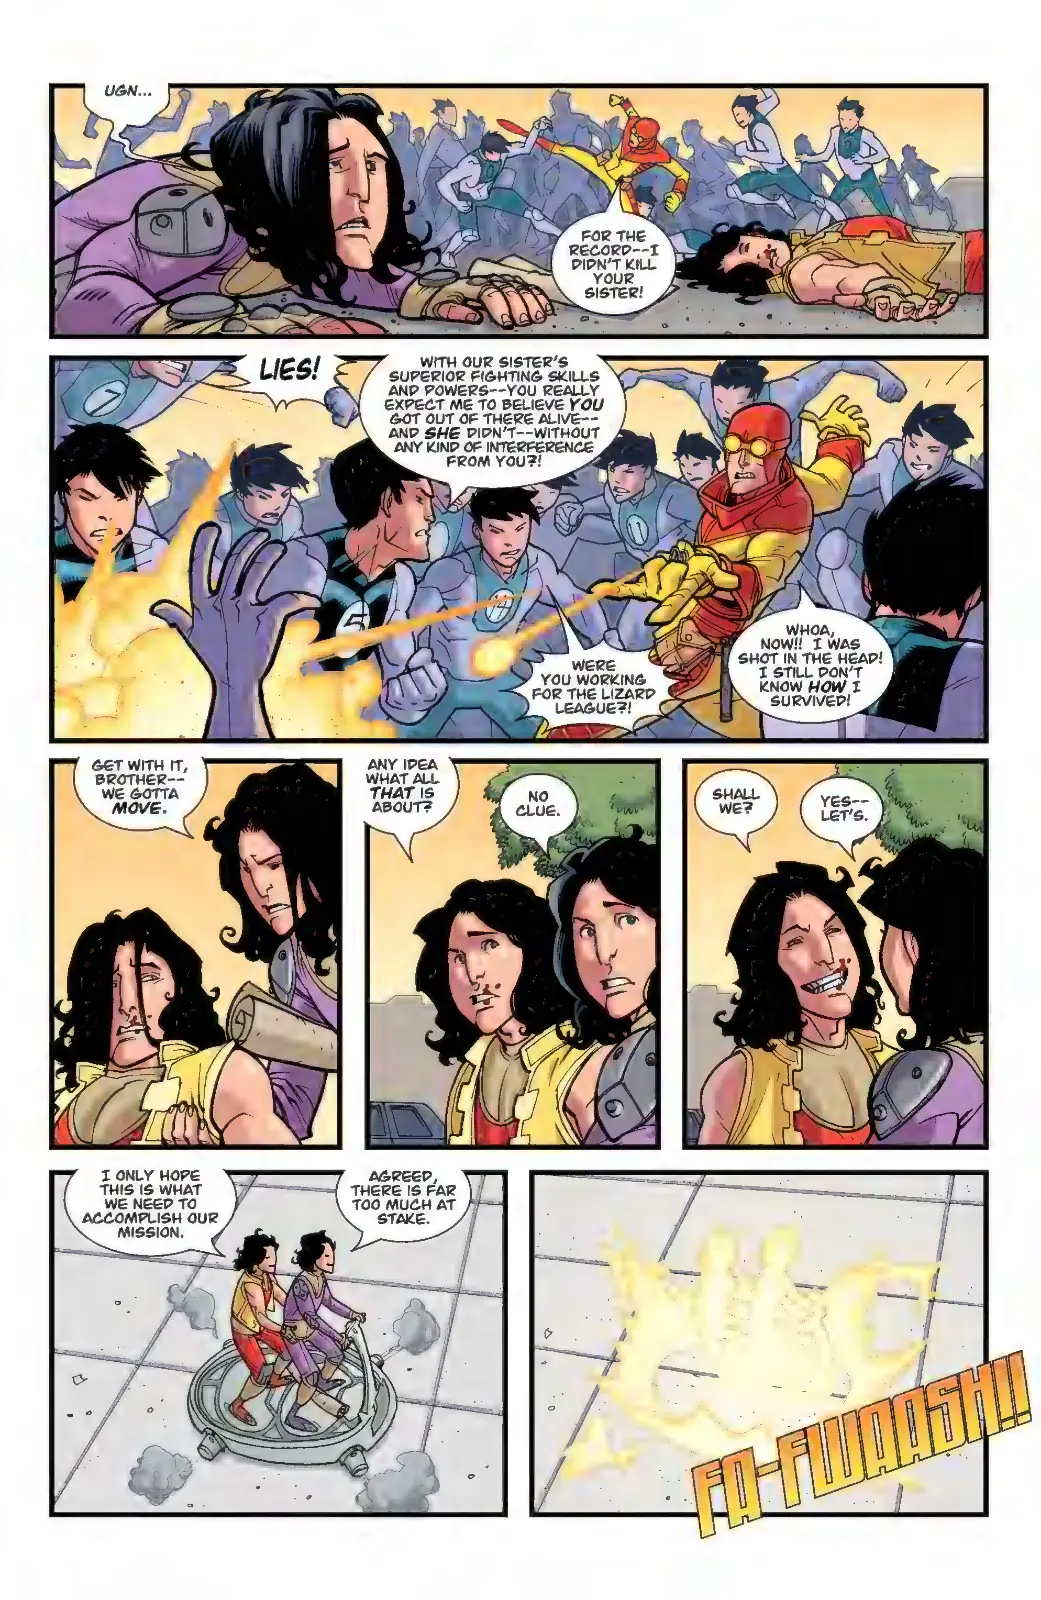 UGN...
FOR THE
RECORD--I
DIDN'T KILL
YOUR
SISTER!
LIES!
WITH OUR SISTER'S
SUPERIOR FIGHTING SKILLS
AND POWERS--YOU REALLY
EXPECT ME TO BELIEVE YOU
GOT OUT OF THERE ALIVE--
AND SHE DIDN'T--WITHOUT
ANY KIND OF INTERFERENCE
FROM YOU?!
WERE
YOU WORKING
FOR THE LIZARD
LEAGUE?!
WHOA,
NOW!! I WAS
SHOT IN THE HEAD!
I STILL DON'T
KNOW HOW I
SURVIVED!
5
GET WITH IT,
BROTHER--
WE GOTTA
MOVE.
ANY IDEA
WHAT ALL
THAT IS
ABOUT?
NO
CLUE.
SHALL
WE?
YES--
LET'S.
I ONLY HOPE
THIS IS WHAT
WE NEED TO
ACCOMPLISH OUR
MISSION.
AGREED,
THERE IS FAR
TOO MUCH AT
STAKE.
FA-FWAASH!!